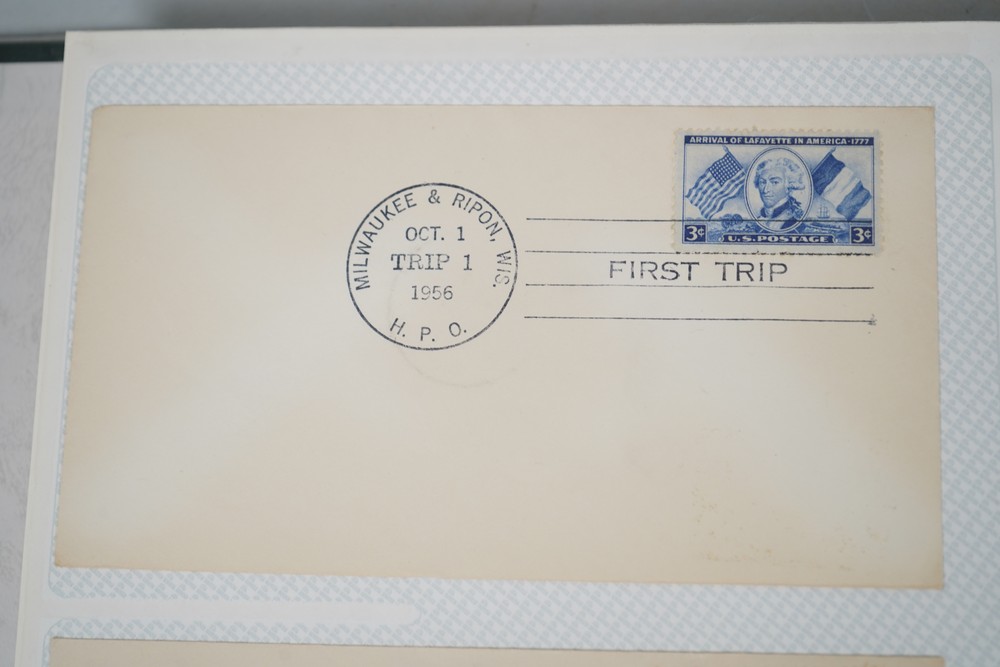 ARRIVAL OF LAFAYETTE IN AMERICA·1777
3¢ U.S. POSTAGE 3¢
MILWAUKEE & RIPON, WIS.
OCT. 1
TRIP 1
1956
H. P. O.
FIRST TRIP